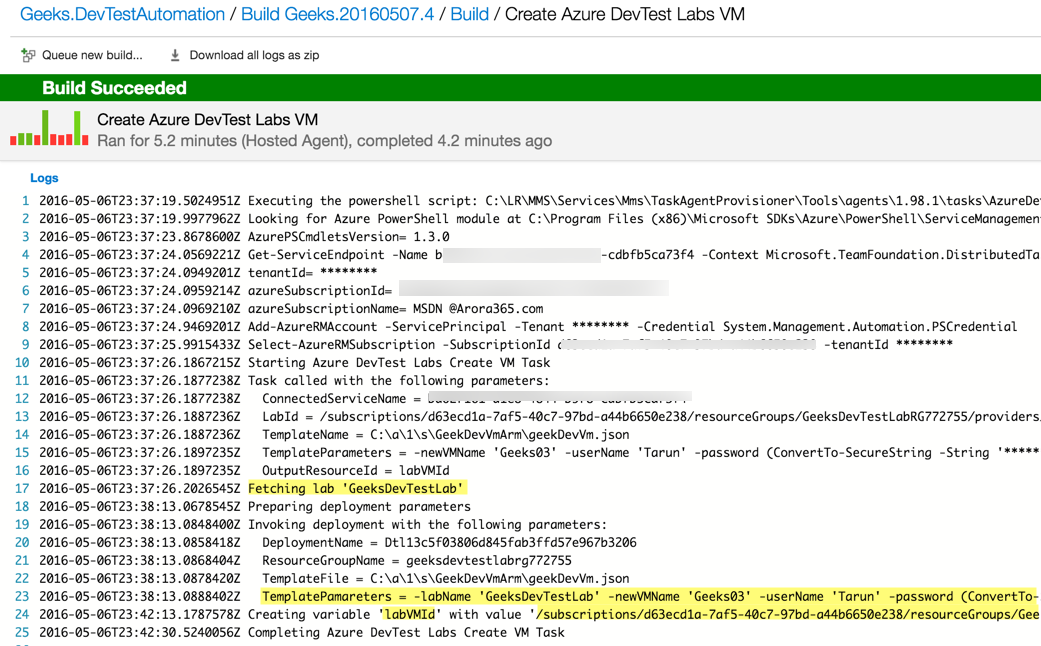 Geeks.DevTestAutomation / Build Geeks.20160507.4 / Build / Create Azure DevTest Labs VM
Queue new build... Download all logs as zip
Build Succeeded
Create Azure DevTest Labs VM
Ran for 5.2 minutes (Hosted Agent), completed 4.2 minutes ago
Logs
1 2016-05-06T23:37:19.5024951Z Executing the powershell script: C:\LR\MMS\Services\Mms\TaskAgentProvisioner\Tools\agents\1.98.1\tasks\AzureDe
2 2016-05-06T23:37:19.9977962Z Looking for Azure PowerShell module at C:\Program Files (x86)\Microsoft SDKs\Azure\PowerShell\ServiceManagemen
3 2016-05-06T23:37:23.8678600Z AzurePSCmdletsVersion= 1.3.0
4 2016-05-06T23:37:24.0569221Z Get-ServiceEndpoint -Name b -cdbfb5ca73f4 -Context Microsoft.TeamFoundation.DistributedTa
5 2016-05-06T23:37:24.0949201Z tenantId= ********
6 2016-05-06T23:37:24.0959214Z azureSubscriptionId=
7 2016-05-06T23:37:24.0969210Z azureSubscriptionName= MSDN @Arora365.com
8 2016-05-06T23:37:24.9469201Z Add-AzureRMAccount -ServicePrincipal -Tenant ******** -Credential System.Management.Automation.PSCredential
9 2016-05-06T23:37:25.9915433Z Select-AzureRMSubscription -SubscriptionId -tenantId ********
10 2016-05-06T23:37:26.1867215Z Starting Azure DevTest Labs Create VM Task
11 2016-05-06T23:37:26.1877238Z Task called with the following parameters:
12 2016-05-06T23:37:26.1877238Z ConnectedServiceName =
13 2016-05-06T23:37:26.1887236Z LabId = /subscriptions/d63ecd1a-7af5-40c7-97bd-a44b6650e238/resourceGroups/GeeksDevTestLabRG772755/providers/
14 2016-05-06T23:37:26.1887236Z TemplateName = C:\a\1\s\GeekDevVmArm\geekDevVm.json
15 2016-05-06T23:37:26.1897235Z TemplateParameters = -newVMName 'Geeks03' -userName 'Tarun' -password (ConvertTo-SecureString -String '*****
16 2016-05-06T23:37:26.1897235Z OutputResourceId = labVMId
17 2016-05-06T23:37:26.2026545Z Fetching lab 'GeeksDevTestLab'
18 2016-05-06T23:38:13.0678545Z Preparing deployment parameters
19 2016-05-06T23:38:13.0848400Z Invoking deployment with the following parameters:
20 2016-05-06T23:38:13.0858418Z DeploymentName = Dtl13c5f03806d845fab3ffd57e967b3206
21 2016-05-06T23:38:13.0868404Z ResourceGroupName = geeksdevtestlabrg772755
22 2016-05-06T23:38:13.0878420Z TemplateFile = C:\a\1\s\GeekDevVmArm\geekDevVm.json
23 2016-05-06T23:38:13.0888402Z TemplatePamareters = -labName 'GeeksDevTestLab' -newVMName 'Geeks03' -userName 'Tarun' -password (ConvertTo-
24 2016-05-06T23:42:13.1787578Z Creating variable 'labVMId' with value '/subscriptions/d63ecd1a-7af5-40c7-97bd-a44b6650e238/resourceGroups/Gee
25 2016-05-06T23:42:30.5240056Z Completing Azure DevTest Labs Create VM Task